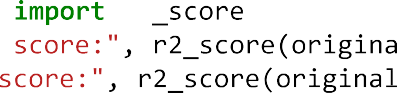 import _score
score:", r2_score(origina
score:", r2_score(original